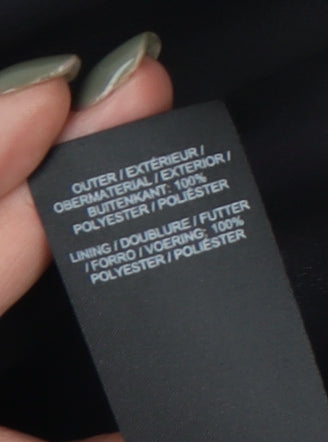 OUTER / EXTÉRIEUR /
OBERMATERIAL / EXTERIOR /
BUITENKANT: 100%
POLYESTER / POLIÉSTER
LINING / DOUBLURE / FUTTER
/ FORRO / VOERING: 100%
POLYESTER / POLIÉSTER